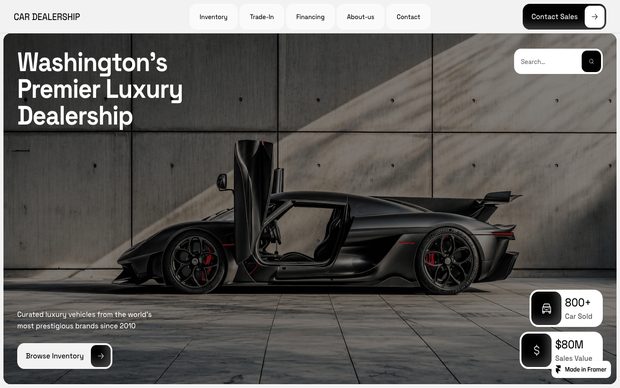 CAR DEALERSHIP
Inventory
Trade-In
Financing
About-us
Contact
Contact Sales
Washington's
Premier Luxury
Dealership
Search...
Curated luxury vehicles from the world's
most prestigious brands since 2010
Browse Inventory
800+
Car Sold
$80M
Sales Value
Made in Framer